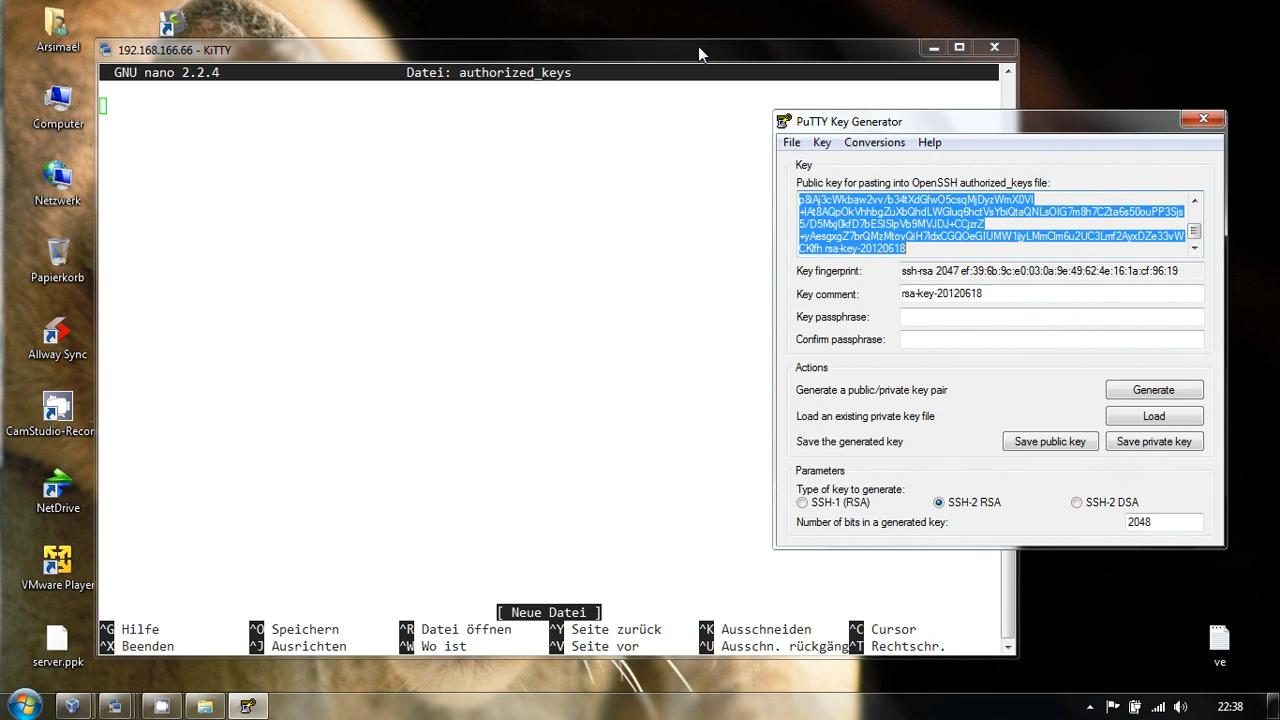 Arsimael
Computer
Netzwerk
Papierkorb
Allway Sync
CamStudio-Recor
NetDrive
VMware Player
server.ppk
192.168.166.66 - KiTTY
GNU nano 2.2.4 Datei: authorized_keys
[ Neue Datei ]
^G Hilfe ^O Speichern ^R Datei öffnen ^Y Seite zurück ^K Ausschneiden ^C Cursor
^X Beenden ^J Ausrichten ^W Wo ist ^V Seite vor ^U Ausschn. rückgäng^T Rechtschr.
PuTTY Key Generator
File Key Conversions Help
Key
Public key for pasting into OpenSSH authorized_keys file:
CKlfh rsa-key-20120618
Key fingerprint: ssh-rsa 2047 ef:39:6b:9c:e0:03:0a:9e:49:62:4e:16:1a:cf:96:19
Key comment: rsa-key-20120618
Key passphrase:
Confirm passphrase:
Actions
Generate a public/private key pair Generate
Load an existing private key file Load
Save the generated key Save public key Save private key
Parameters
Type of key to generate:
SSH-1 (RSA) SSH-2 RSA SSH-2 DSA
Number of bits in a generated key: 2048
ve
22:38